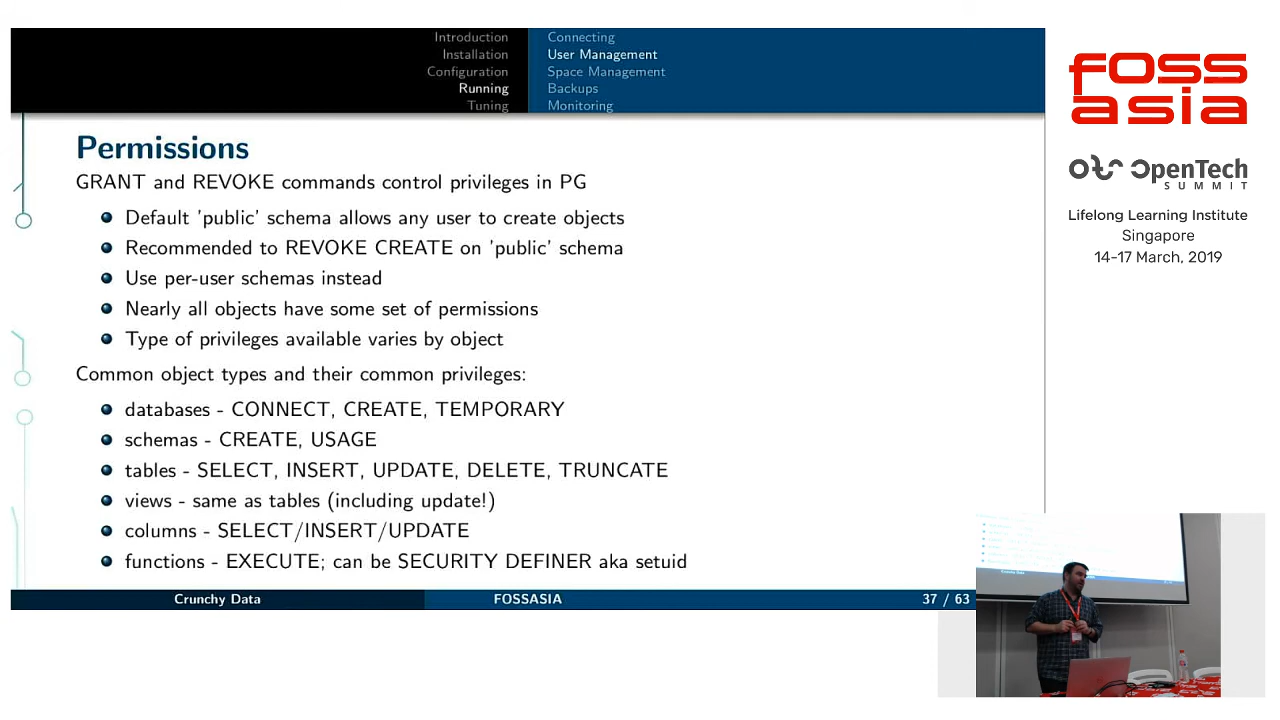 Introduction
Installation
Configuration
Running
Tuning
Connecting
User Management
Space Management
Backups
Monitoring
Permissions
GRANT and REVOKE commands control privileges in PG
Default 'public' schema allows any user to create objects
Recommended to REVOKE CREATE on 'public' schema
Use per-user schemas instead
Nearly all objects have some set of permissions
Type of privileges available varies by object
Common object types and their common privileges:
databases - CONNECT, CREATE, TEMPORARY
schemas - CREATE, USAGE
tables - SELECT, INSERT, UPDATE, DELETE, TRUNCATE
views - same as tables (including update!)
columns - SELECT/INSERT/UPDATE
functions - EXECUTE; can be SECURITY DEFINER aka setuid
Crunchy Data
FOSSASIA
37 / 63
FOSS
asia
OpenTech
SUMMIT
Lifelong Learning Institute
Singapore
14-17 March, 2019